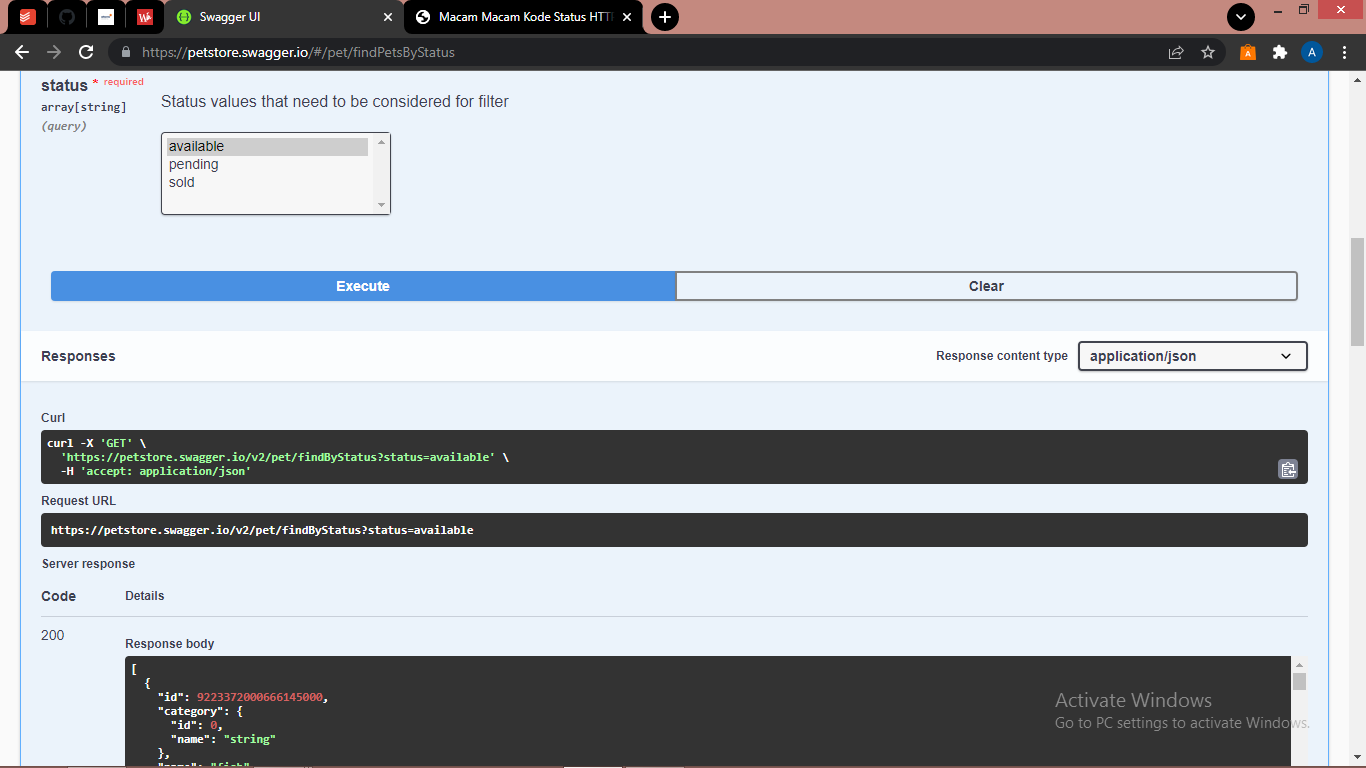 Swagger UI
Macam Macam Kode Status HTT
https://petstore.swagger.io/#/pet/findPetsByStatus
A
status * required
array[string]
(query)
Status values that need to be considered for filter
available
pending
sold
Execute
Clear
Responses
Response content type
application/json
Curl
curl -X 'GET' \
'https://petstore.swagger.io/v2/pet/findByStatus?status=available' \
-H 'accept: application/json'
Request URL
https://petstore.swagger.io/v2/pet/findByStatus?status=available
Server response
Code
Details
200
Response body
[
{
"id": 9223372000666145000,
"category": {
"id": 0,
"name": "string"
},
"name": "fish"
Activate Windows
Go to PC settings to activate Windows.